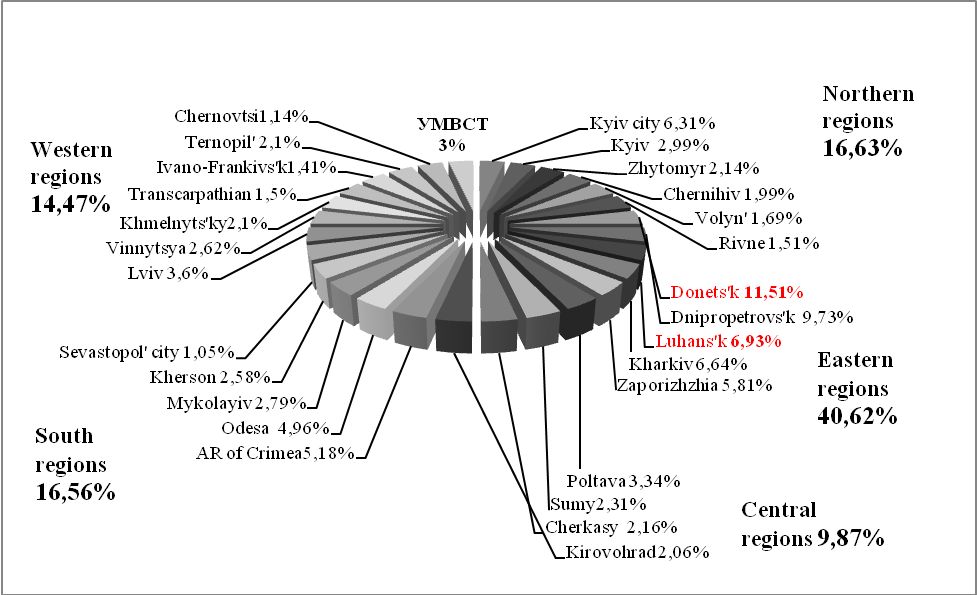 УМВСТ
3%
Northern
regions
16,63%
Kyiv city 6,31%
Kyiv 2,99%
Zhytomyr 2,14%
Chernihiv 1,99%
Volyn' 1,69%
Rivne 1,51%
Donets'k 11,51%
Dnipropetrovs'k 9,73%
Luhans'k 6,93%
Kharkiv 6,64%
Zaporizhzhia 5,81%
Eastern
regions
40,62%
Poltava 3,34%
Sumy2,31%
Cherkasy 2,16%
Kirovohrad2,06%
Central
regions 9,87%
AR of Crimea5,18%
Odesa 4,96%
Mykolayiv 2,79%
Kherson 2,58%
Sevastopol' city 1,05%
South
regions
16,56%
Lviv 3,6%
Vinnytsya 2,62%
Khmelnyts'ky2,1%
Transcarpathian 1,5%
Ivano-Frankivs'k1,41%
Ternopil' 2,1%
Chernovtsi1,14%
Western
regions
14,47%